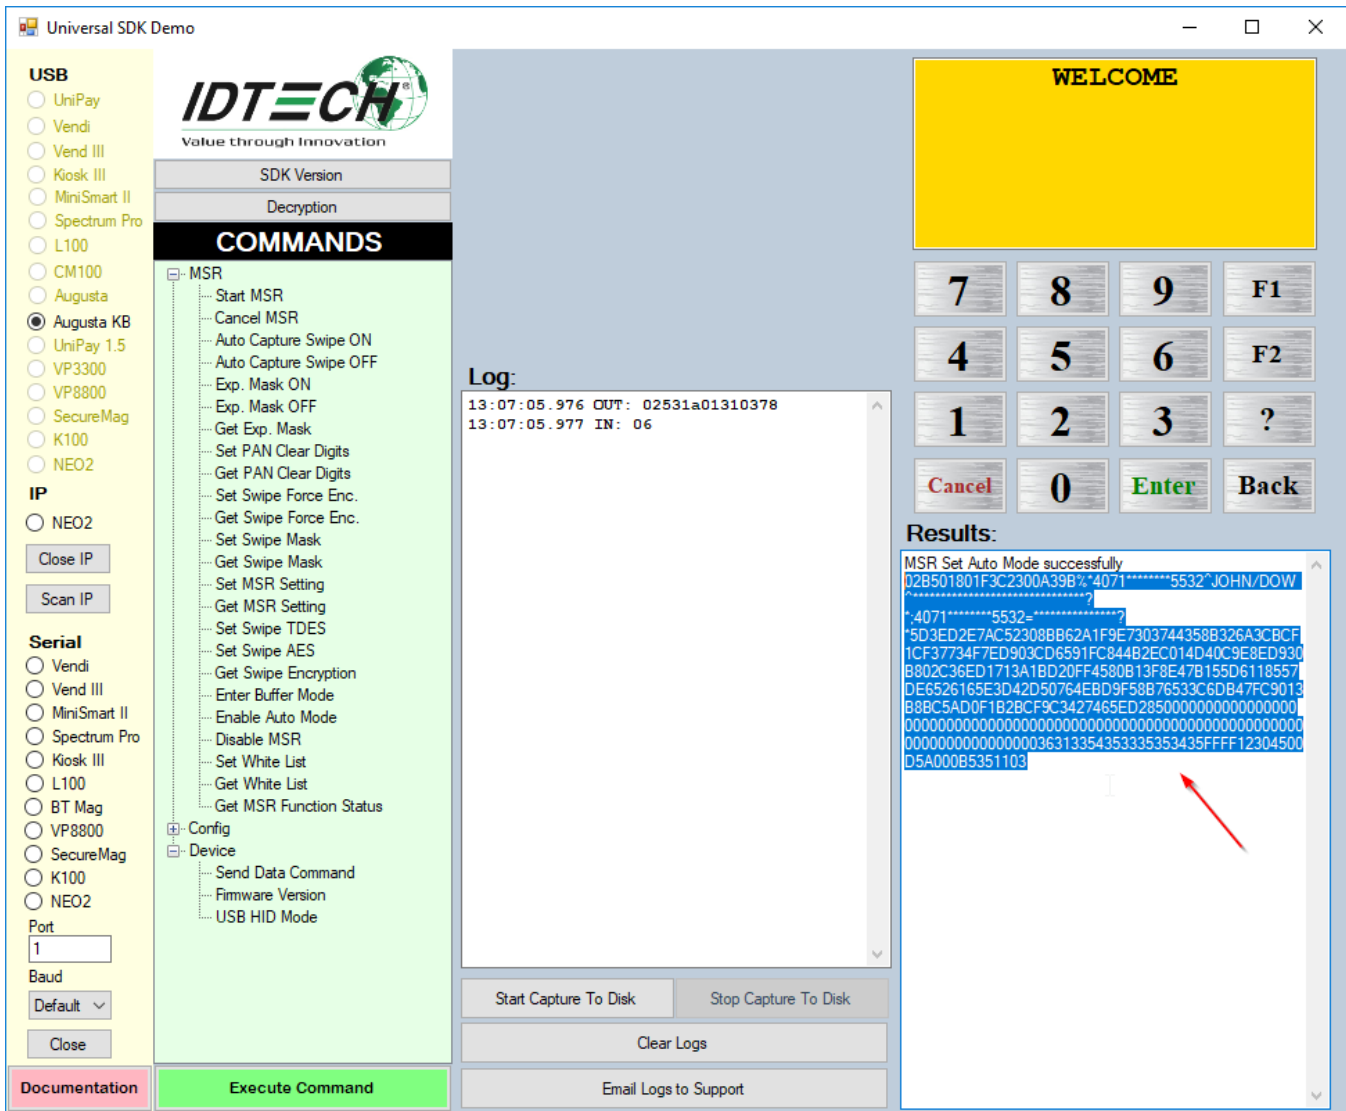 Universal SDK Demo
USB
UniPay
Vendi
Vend III
Kiosk III
MiniSmart II
Spectrum Pro
L100
CM100
Augusta
Augusta KB
UniPay 1.5
VP3300
VP8800
SecureMag
K100
NEO2
IP
NEO2
Close IP
Scan IP
Serial
Vendi
Vend III
MiniSmart II
Spectrum Pro
Kiosk III
L100
BT Mag
VP8800
SecureMag
K100
NEO2
Port
1
Baud
Default
Close
Documentation
IDTECH®
Value through Innovation
SDK Version
Decryption
COMMANDS
MSR
Start MSR
Cancel MSR
Auto Capture Swipe ON
Auto Capture Swipe OFF
Exp. Mask ON
Exp. Mask OFF
Get Exp. Mask
Set PAN Clear Digits
Get PAN Clear Digits
Set Swipe Force Enc.
Get Swipe Force Enc.
Set Swipe Mask
Get Swipe Mask
Set MSR Setting
Get MSR Setting
Set Swipe TDES
Set Swipe AES
Get Swipe Encryption
Enter Buffer Mode
Enable Auto Mode
Disable MSR
Set White List
Get White List
Get MSR Function Status
Config
Device
Send Data Command
Firmware Version
USB HID Mode
Execute Command
Log:
13:07:05.976 OUT: 02531a01310378
13:07:05.977 IN: 06
Start Capture To Disk
Stop Capture To Disk
Clear Logs
Email Logs to Support
WELCOME
7 8 9 F1
4 5 6 F2
1 2 3 ?
Cancel 0 Enter Back
Results:
MSR Set Auto Mode successfully
02B501801F3C2300A39B%*4071********5532^JOHN/DOW
^*******************************?
*;4071********5532=***************?
*5D3ED2E7AC52308BB62A1F9E7303744358B326A3CBCF
1CF37734F7ED903CD6591FC844B2EC014D40C9E8ED930
B802C36ED1713A1BD20FF4580B13F8E47B155D6118557
DE6526165E3D42D50764EBD9F58B76533C6DB47FC9013
B8BC5AD0F1B2BCF9C3427465ED2850000000000000000
000000000000000000000000000000000000000000000
00000000000000036313354353335353435FFFF12304500
D5A000B5351103